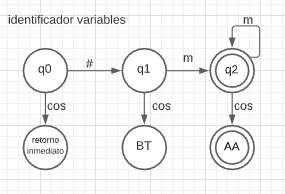 identificador variables
m
q0
#
q1
m
q2
cos
cos
cos
retorno
inmediato
BT
AA